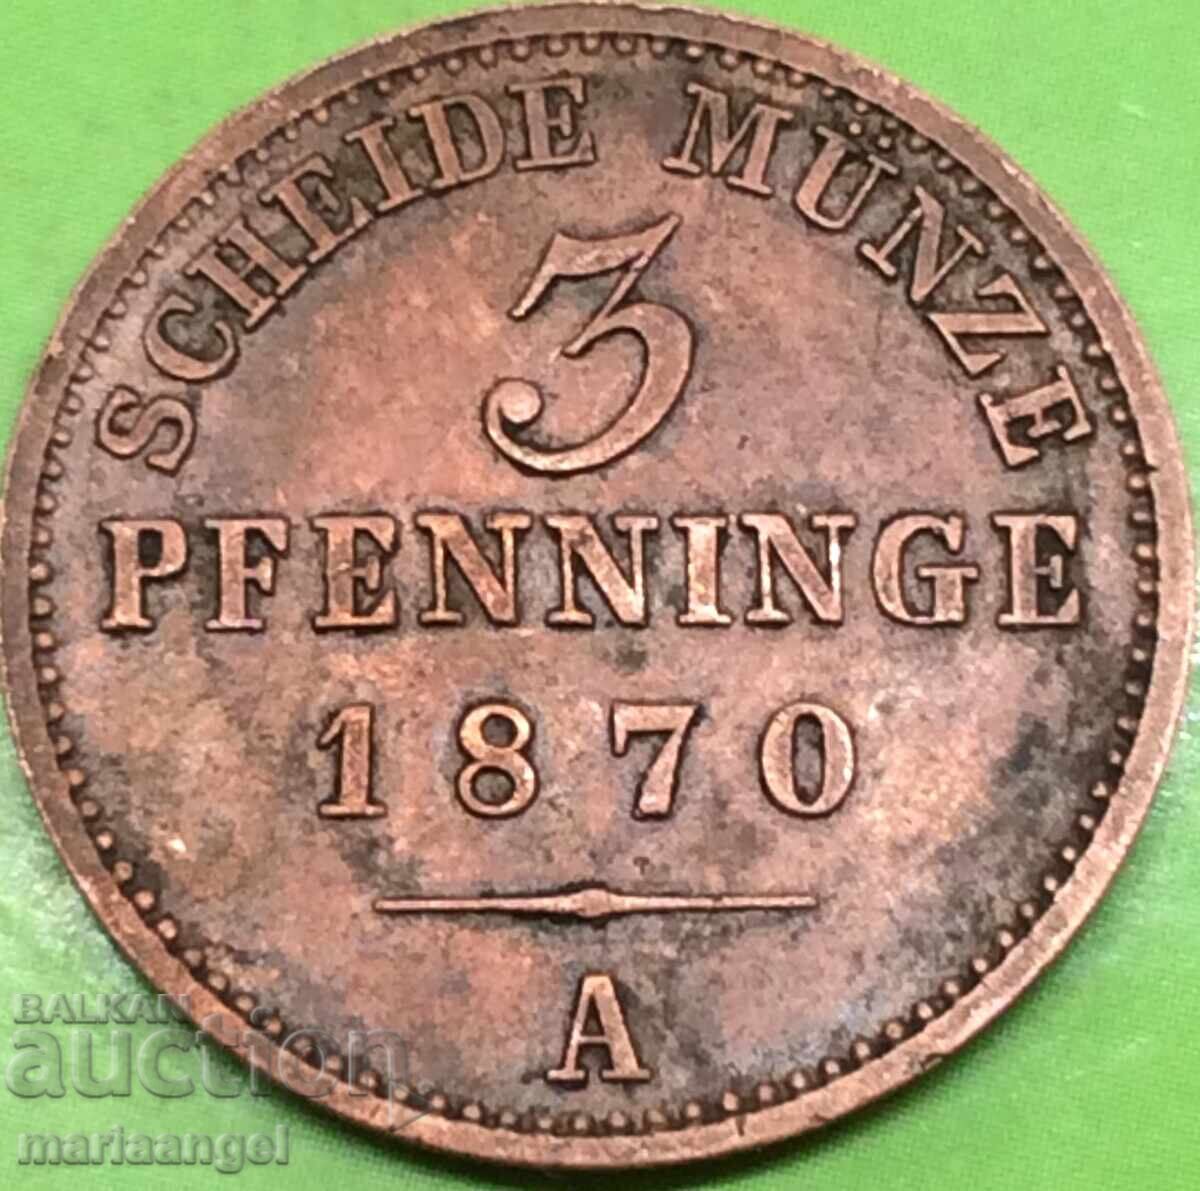 SCHEIDE MÜNZE
3
PFENNINGE
1870
A
BALKAN
auction
mariaangel